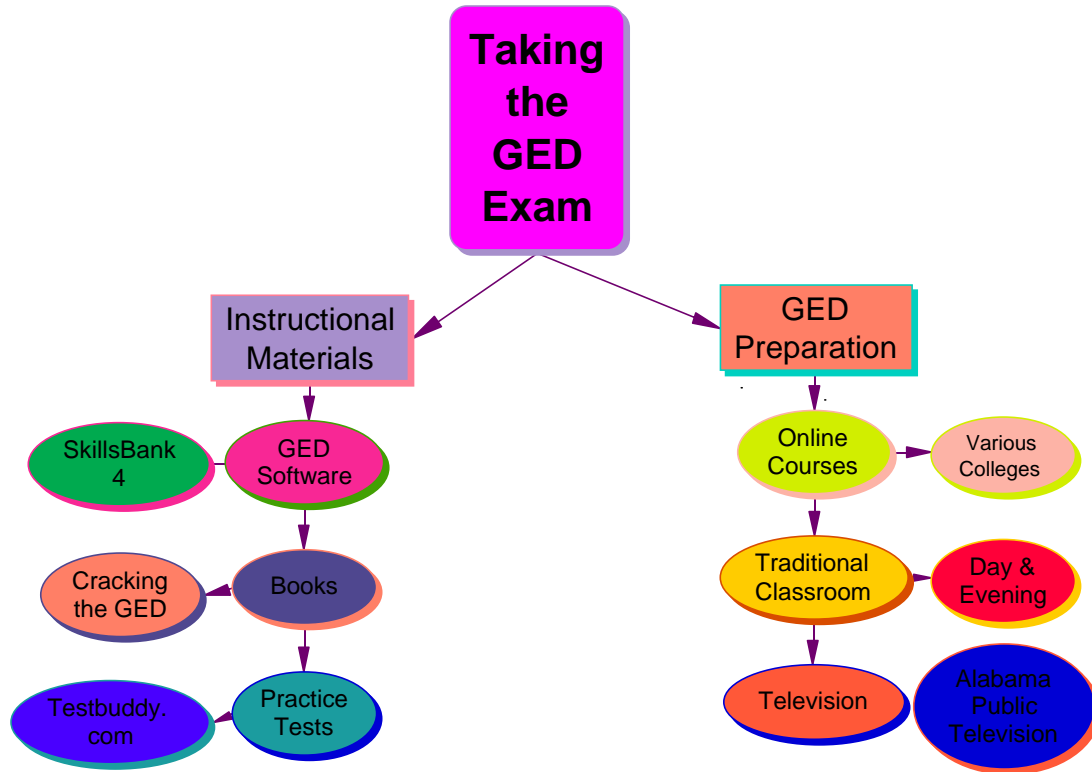 Taking
the
GED
Exam
Instructional
Materials
GED
Preparation
SkillsBank
4
GED
Software
Online
Courses
Various
Colleges
Cracking
the GED
Books
Traditional
Classroom
Day &
Evening
Testbuddy.
com
Practice
Tests
Television
Alabama
Public
Television